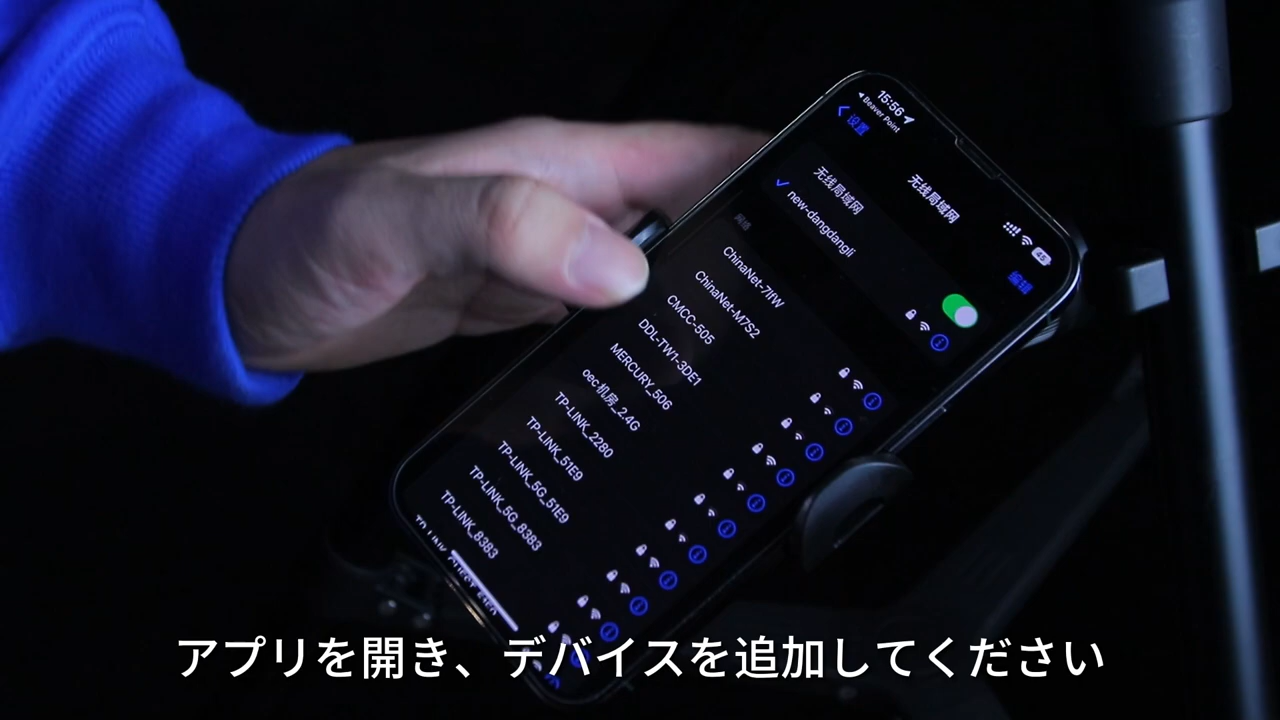 15:56
Beaver Point
设置
无线局域网
45
编辑
无线局域网
new-dangdangli
网络
ChinaNet-7ifW
ChinaNet-M7S2
CMCC-505
DDL-TW1-3DE1
MERCURY_506
oec机房_2.4G
TP-LINK_2280
TP-LINK_51E9
TP-LINK_5G_51E9
TP-LINK_5G_8383
TP-LINK_8383
アプリを開き、デバイスを追加してください